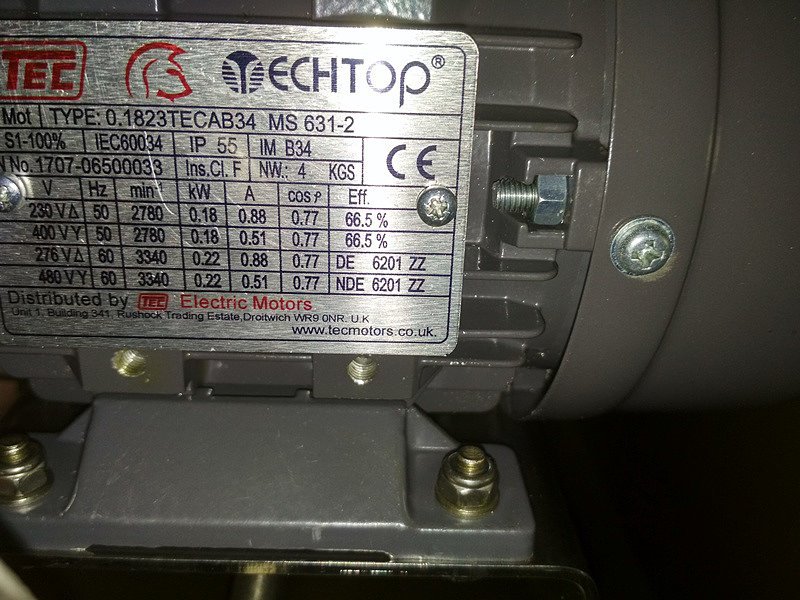 TEC TECHTOP®
Mot TYPE: 0.1823TECAB34 MS 631-2
S1-100% IEC60034 IP 55 IM B34 CE
No.1707-06500033 Ins.Cl. F NW.: 4 KGS
V Hz min⁻¹ kW A cos ρ Eff.
230 V Δ 50 2780 0.18 0.88 0.77 66.5 %
400 V Y 50 2780 0.18 0.51 0.77 66.5 %
276 V Δ 60 3340 0.22 0.88 0.77 DE 6201 ZZ
480 V Y 60 3340 0.22 0.51 0.77 NDE 6201 ZZ
Distributed by TEC Electric Motors
Unit 1, Building 341, Rushock Trading Estate,Droitwich WR9 0NR. U.K
www.tecmotors.co.uk.